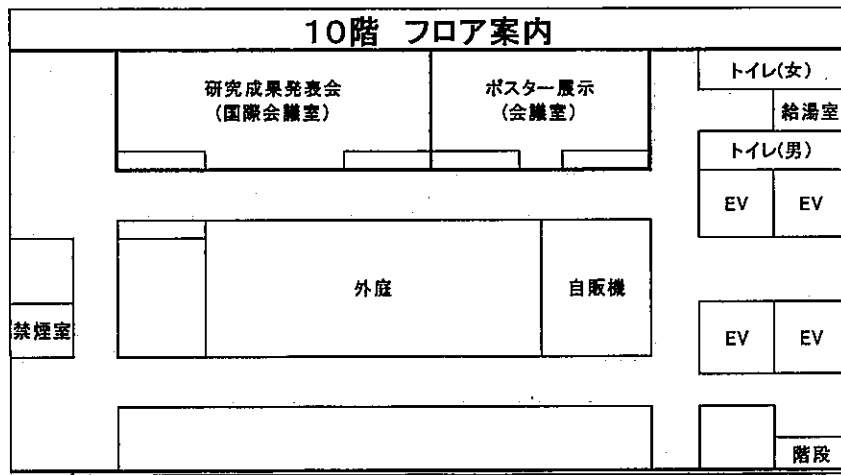 10階 フロア案内
研究成果発表会
(国際会議室)
ポスター展示
(会議室)
トイレ(女)
給湯室
トイレ(男)
EV
EV
外庭
自販機
禁煙室
EV
EV
階段